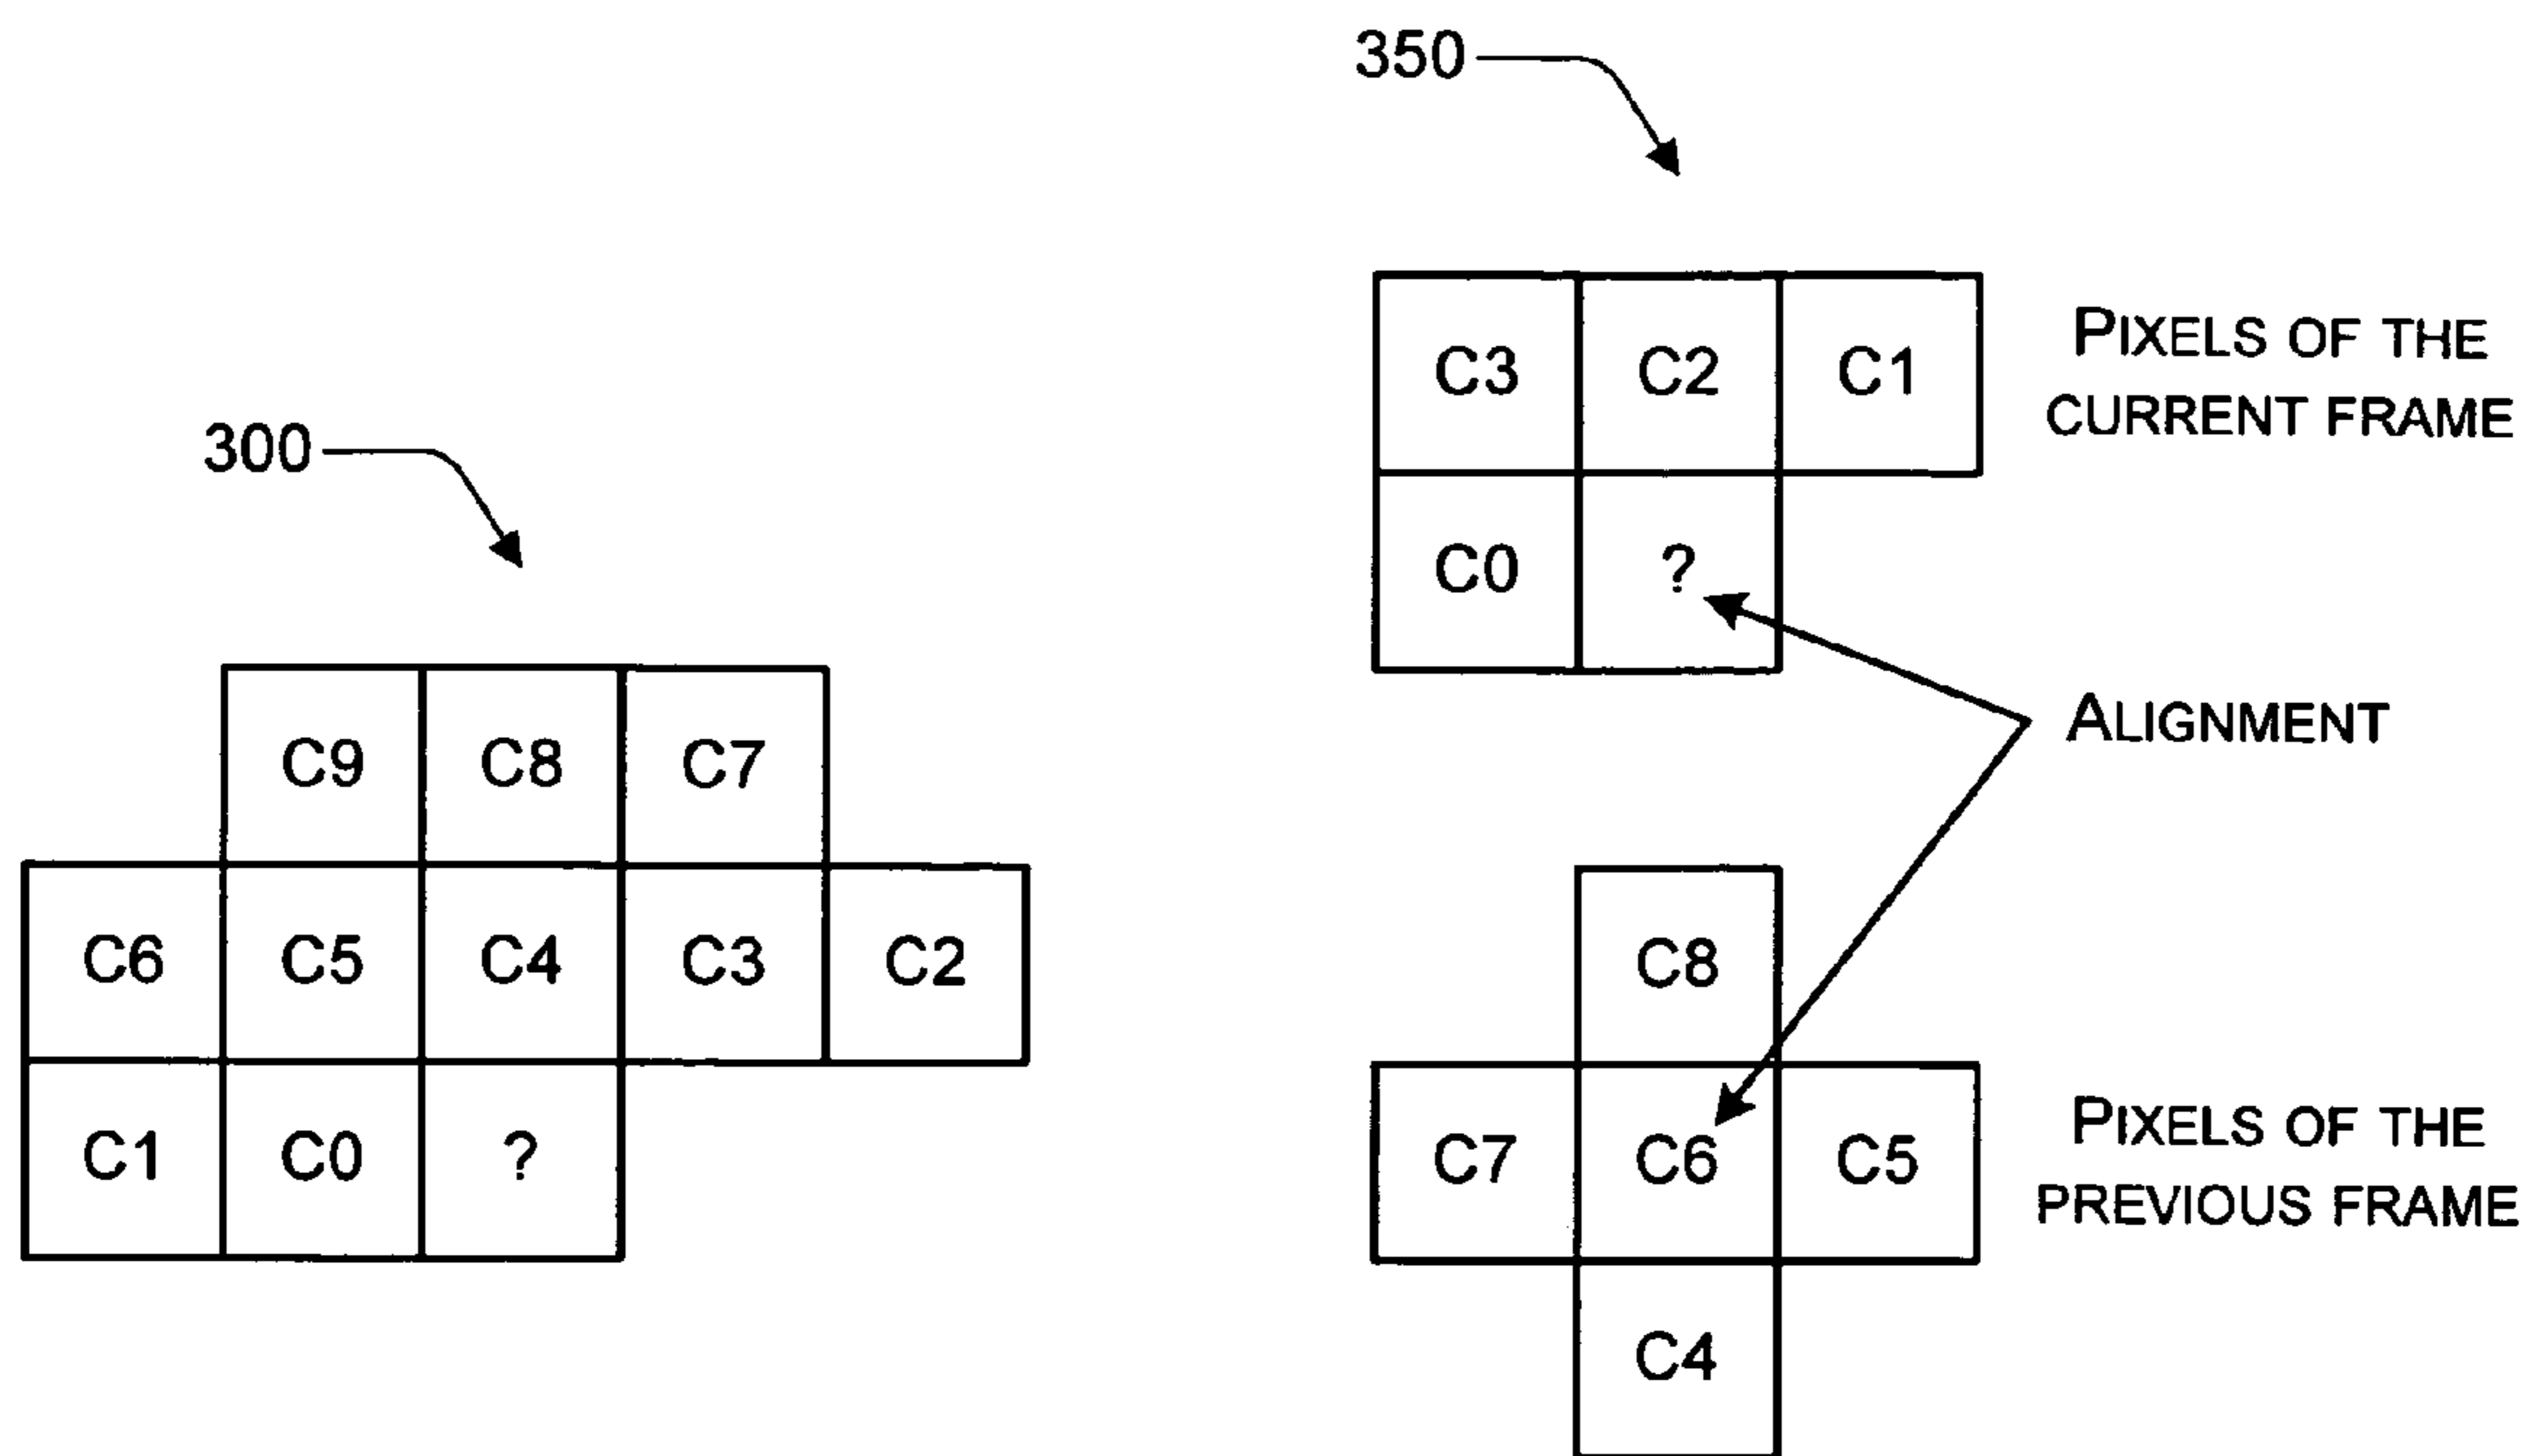 350
C3 C2 C1
PIXELS OF THE
CURRENT FRAME
C0 ?
ALIGNMENT
C8
C7 C6 C5
PIXELS OF THE
PREVIOUS FRAME
C4
300
C9 C8 C7
C6 C5 C4 C3 C2
C1 C0 ?